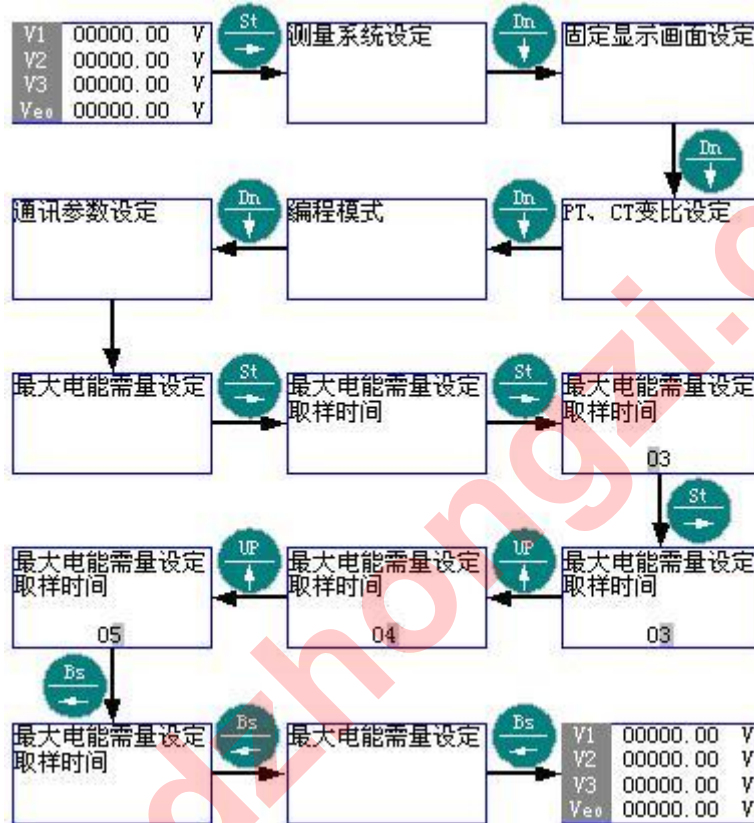 V1 00000.00 V
V2 00000.00 V
V3 00000.00 V
Veo 00000.00 V
St
测量系统设定
Dn
固定显示画面设定
Dn
PT、CT变比设定
Dn
编程模式
Dn
通讯参数设定
最大电能需量设定
St
最大电能需量设定
取样时间
St
最大电能需量设定
取样时间
03
St
最大电能需量设定
取样时间
03
UP
最大电能需量设定
取样时间
04
UP
最大电能需量设定
取样时间
05
Bs
最大电能需量设定
取样时间
Bs
最大电能需量设定
Bs
V1 00000.00 V
V2 00000.00 V
V3 00000.00 V
Veo 00000.00 V